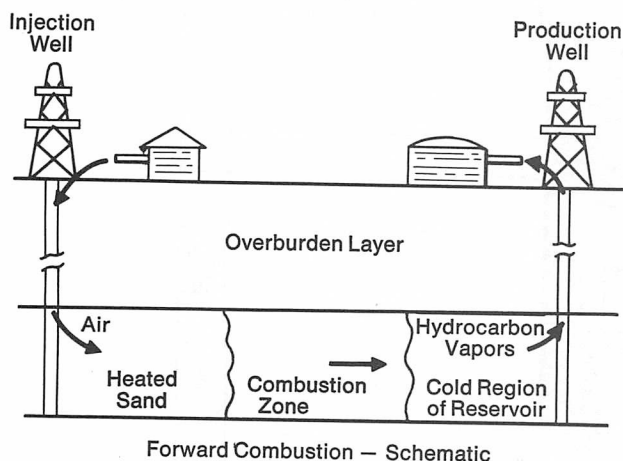 Injection
Well
Production
Well
Overburden Layer
Air
Heated
Sand
Combustion
Zone
Hydrocarbon
Vapors
Cold Region
of Reservoir
Forward Combustion — Schematic